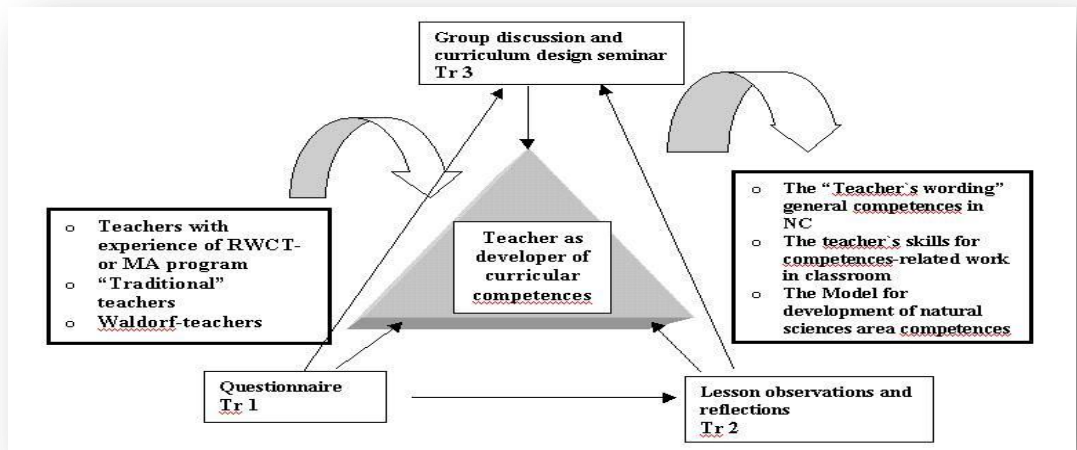 Group discussion and
curriculum design seminar
Tr 3
o Teachers with
experience of RWCT-
or MA program
o “Traditional”
teachers
o Waldorf-teachers
Teacher as
developer of
curricular
competences
o The “Teacher`s wording”
general competences in
NC
o The teacher`s skills for
competences-related work
in classroom
o The Model for
development of natural
sciences area competences
Questionnaire
Tr 1
Lesson observations and
reflections
Tr 2